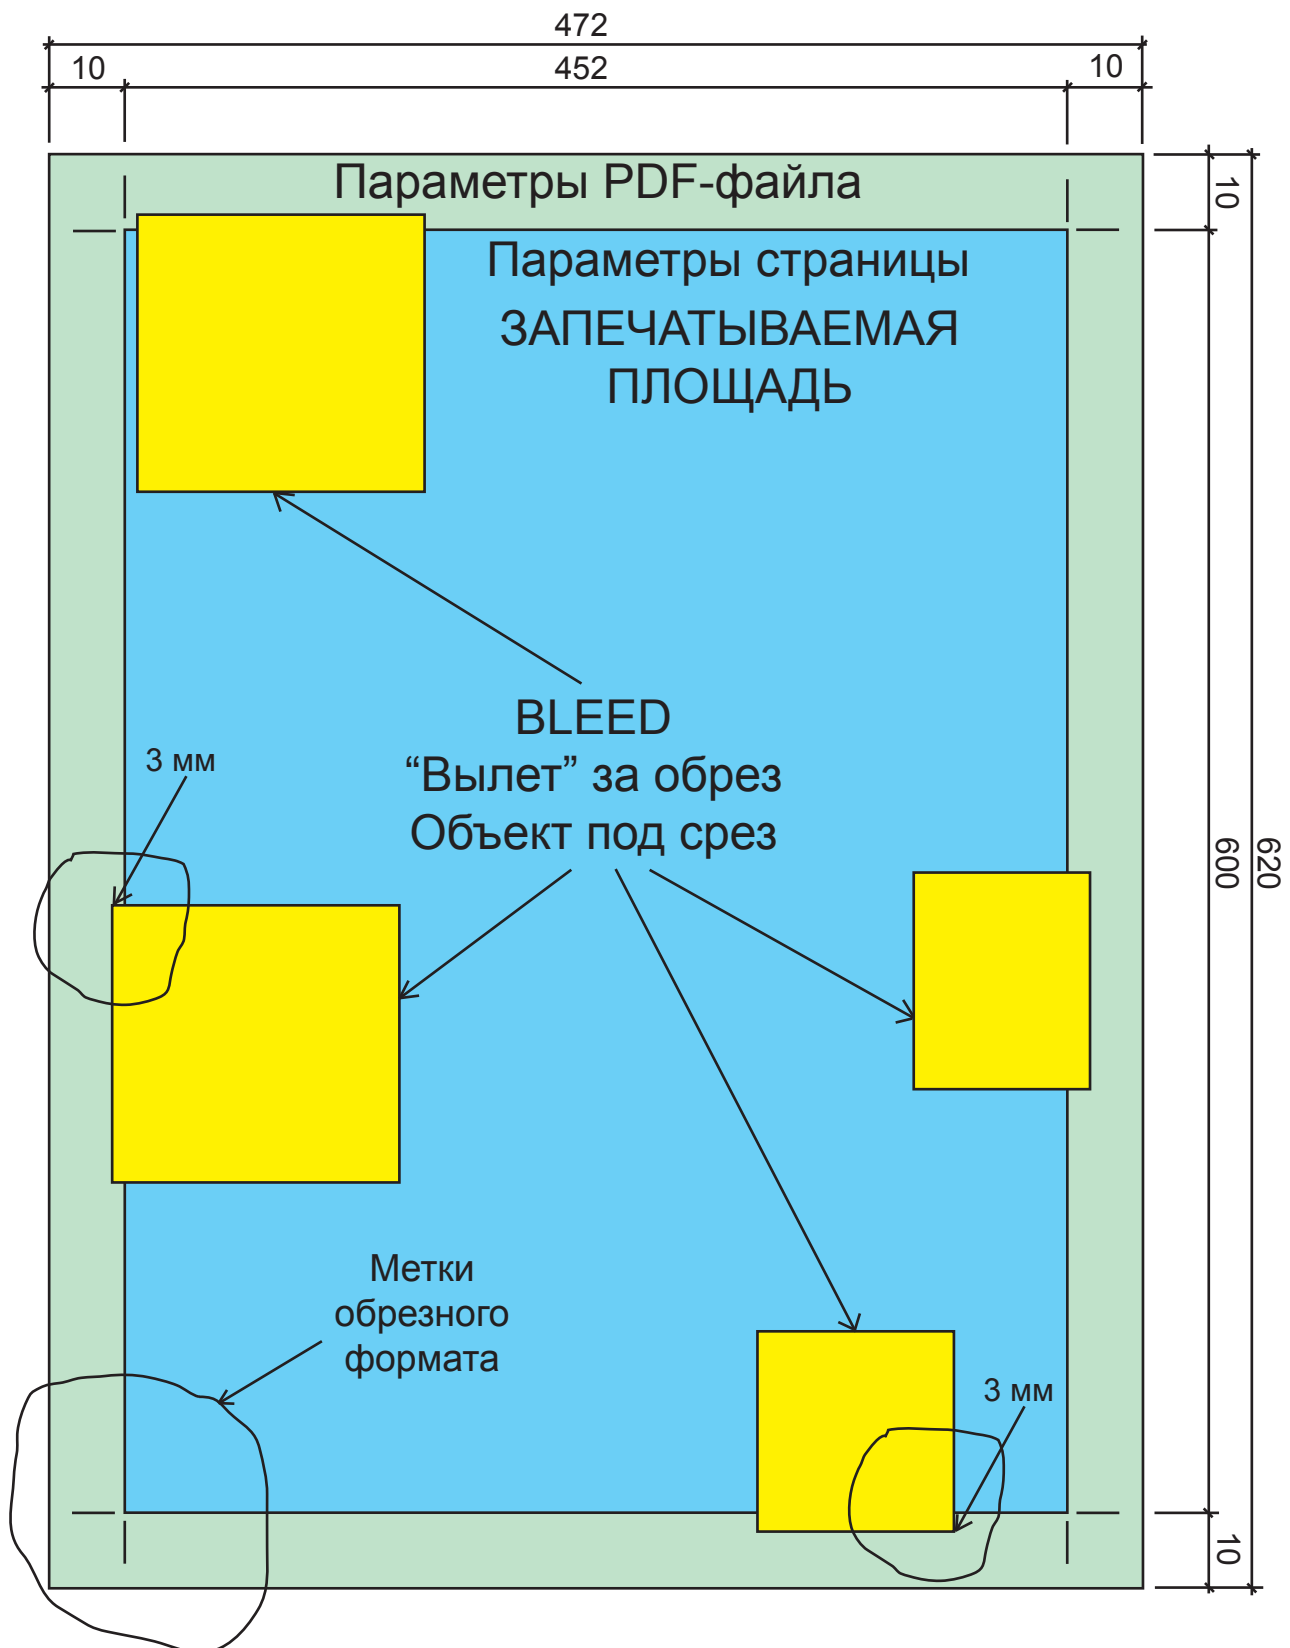 472
10
452
10
Параметры PDF-файла
10
Параметры страницы
ЗАПЕЧАТЫВАЕМАЯ
ПЛОЩАДЬ
BLEED
“Вылет” за обрез
Объект под срез
3 мм
600
620
Метки
обрезного
формата
3 мм
10